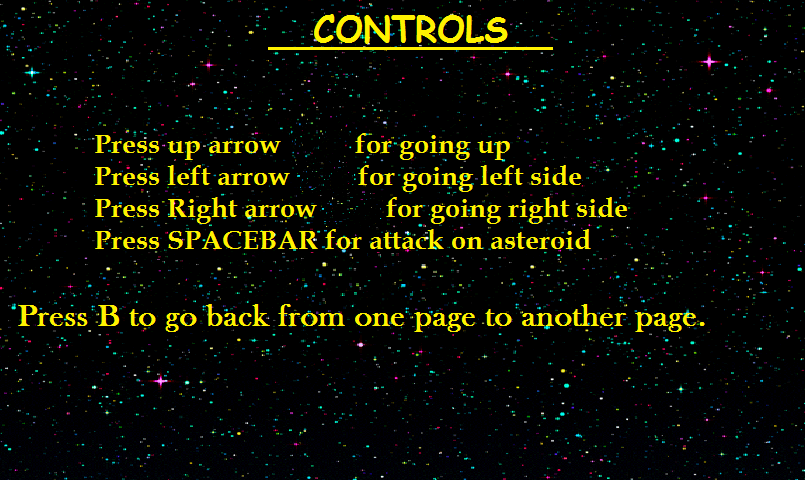 CONTROLS
Press up arrow for going up
Press left arrow for going left side
Press Right arrow for going right side
Press SPACEBAR for attack on asteroid
Press B to go back from one page to another page.